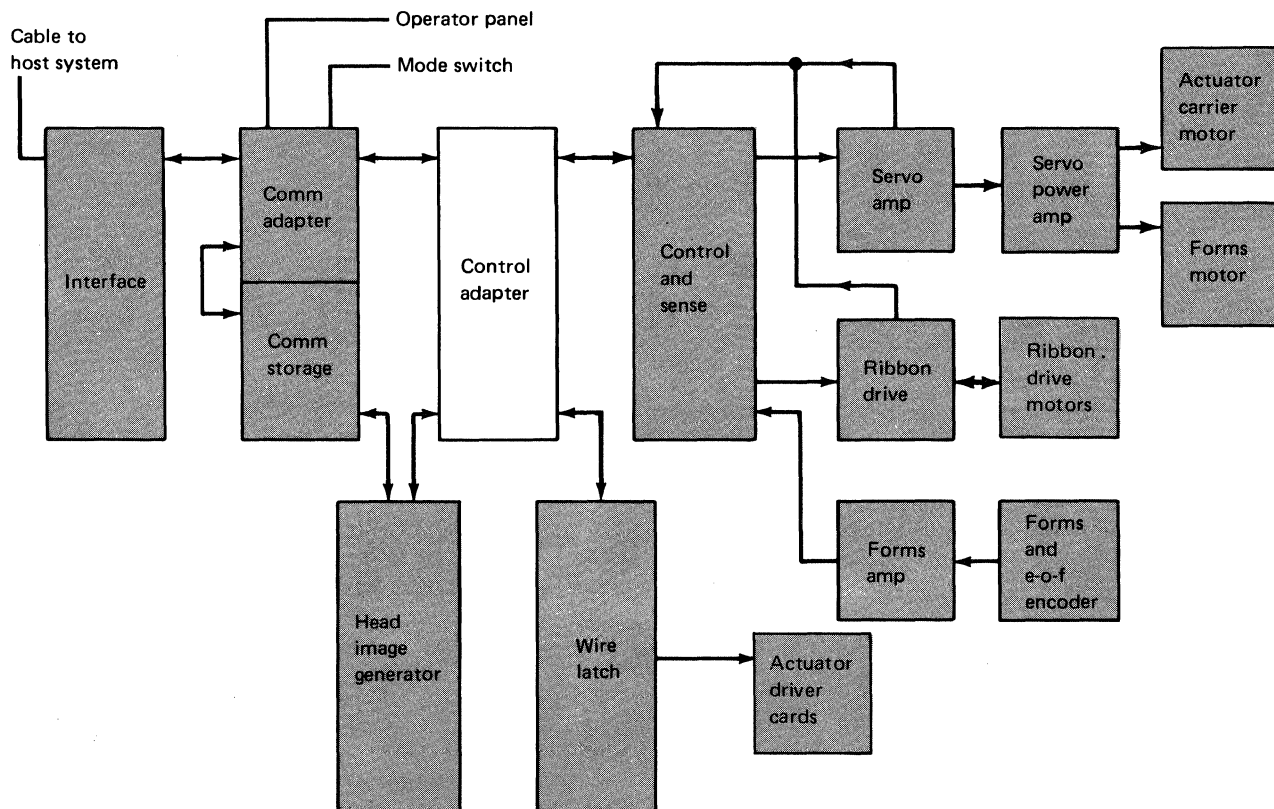 Operator panel
Cable to
host system
Mode switch
Actuator
carrier
motor
Comm
adapter
Servo
amp
Servo
power
amp
Interface
Control
adapter
Control
and
sense
Forms
motor
Comm
storage
Ribbon
drive
Ribbon
drive
motors
Forms
amp
Forms
and
e-o-f
encoder
Head
image
generator
Wire
latch
Actuator
driver
cards